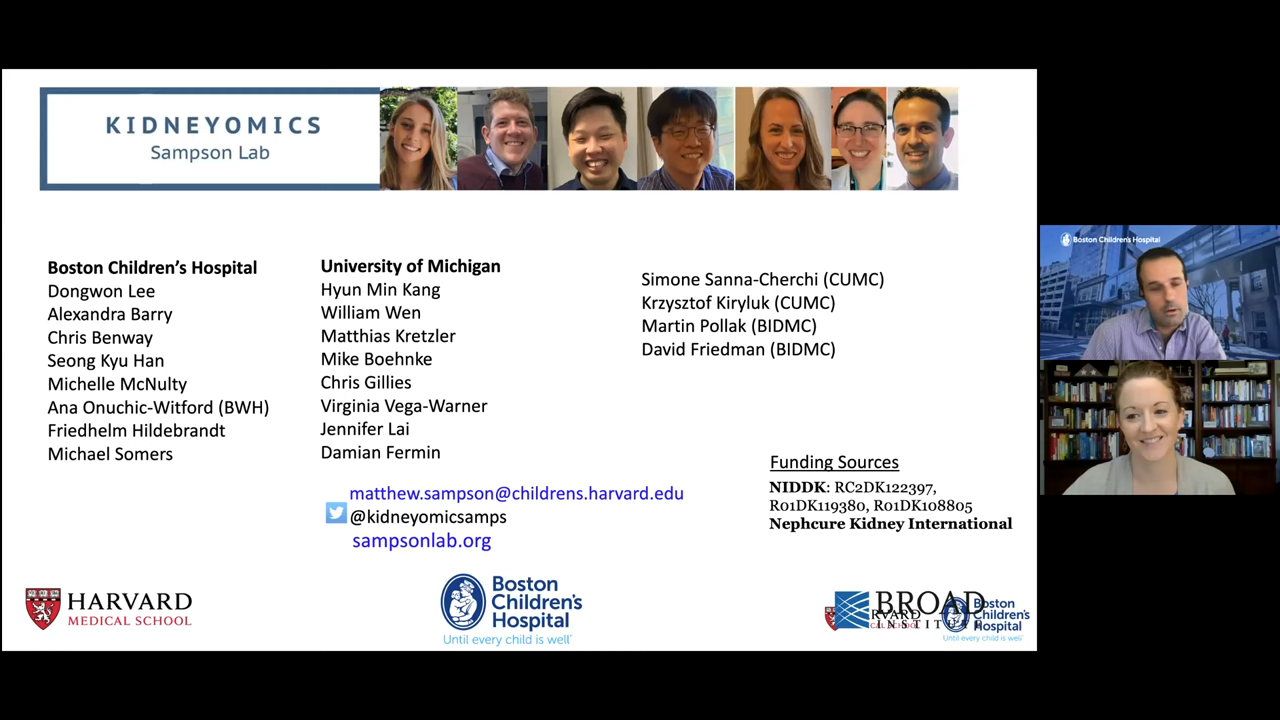 KIDNEYOMICS
Sampson Lab
Boston Children's Hospital
Dongwon Lee
Alexandra Barry
Chris Benway
Seong Kyu Han
Michelle McNulty
Ana Onuchic-Witford (BWH)
Friedhelm Hildebrandt
Michael Somers
University of Michigan
Hyun Min Kang
William Wen
Matthias Kretzler
Mike Boehnke
Chris Gillies
Virginia Vega-Warner
Jennifer Lai
Damian Fermin
Simone Sanna-Cherchi (CUMC)
Krzysztof Kiryluk (CUMC)
Martin Pollak (BIDMC)
David Friedman (BIDMC)
matthew.sampson@childrens.harvard.edu
@kidneyomicsamps
sampsonlab.org
Funding Sources
NIDDK: RC2DK122397,
R01DK119380, R01DK108805
Nephcure Kidney International
HARVARD
MEDICAL SCHOOL
Boston
Children's
Hospital
Until every child is well
BROAD
INSTITUTE
Boston
Children's
Hospital
Until every child is well
Boston Children's Hospital